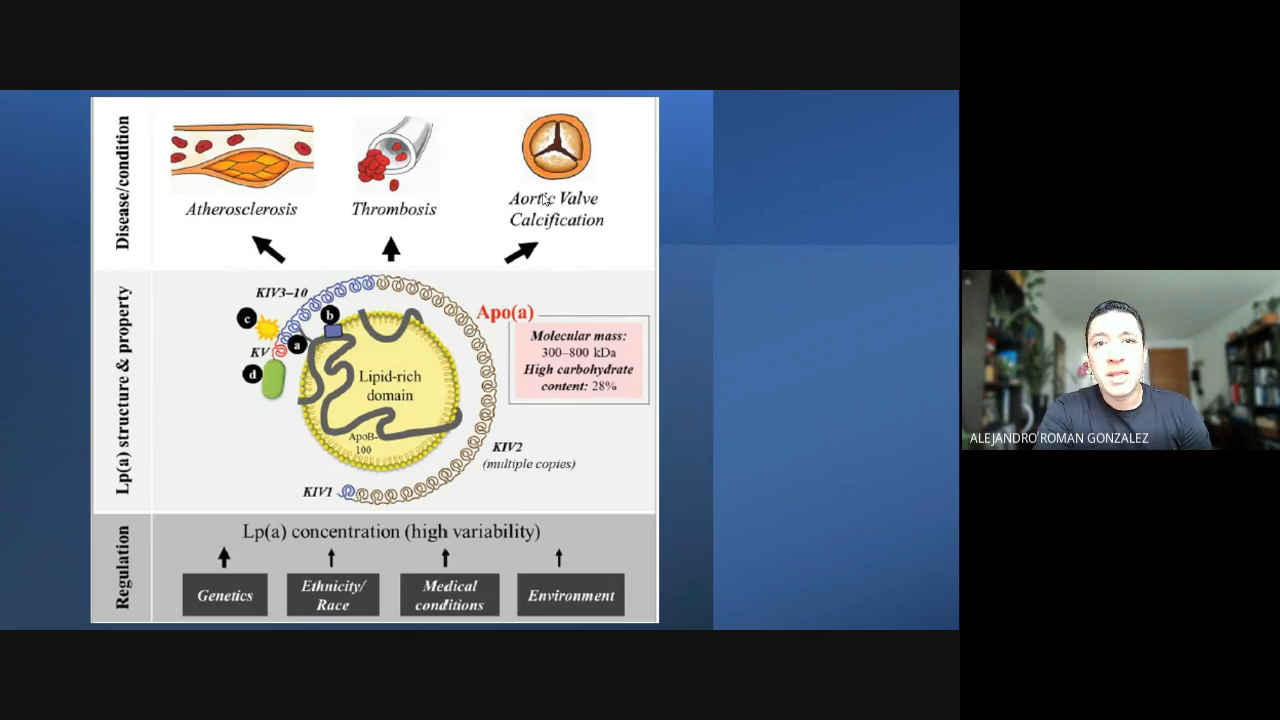 Disease/condition
Atherosclerosis
Thrombosis
Aortic Valve
Calcification
Lp(a) structure & property
KIV3–10
c
b
a
KV
d
Lipid-rich
domain
ApoB-
100
Apo(a)
Molecular mass:
300–800 kDa
High carbohydrate
content: 28%
KIV2
(multiple copies)
KIV1
Regulation
Lp(a) concentration (high variability)
Genetics
Ethnicity/
Race
Medical
conditions
Environment
ALEJANDRO ROMAN GONZALEZ